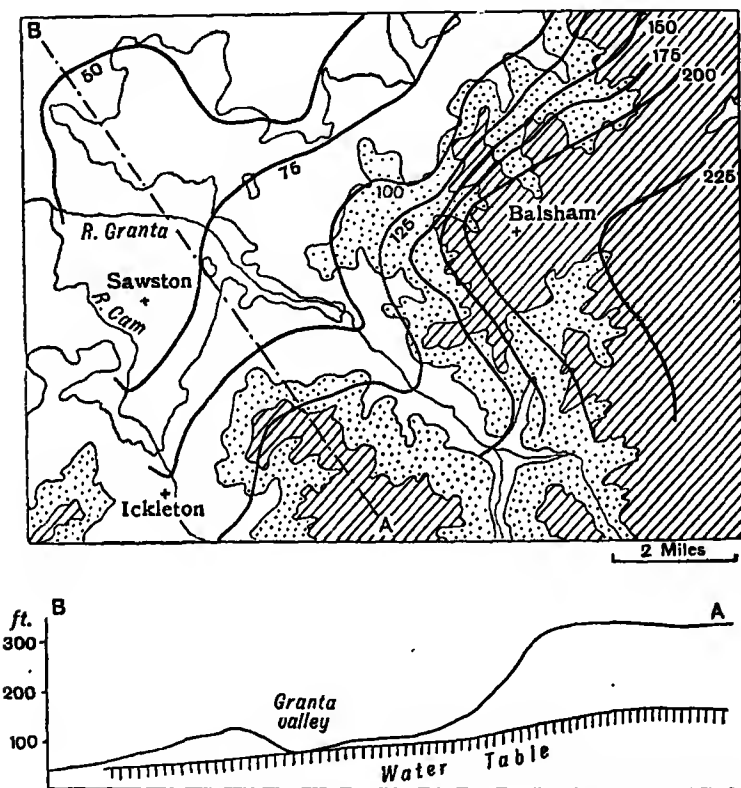 B
50
150
175
200
75
100
225
125
Balsham
R. Granta
Sawston
R. Cam
Ickleton
A
2 Miles
B
A
ft.
300
200
100
Granta
valley
Water Table